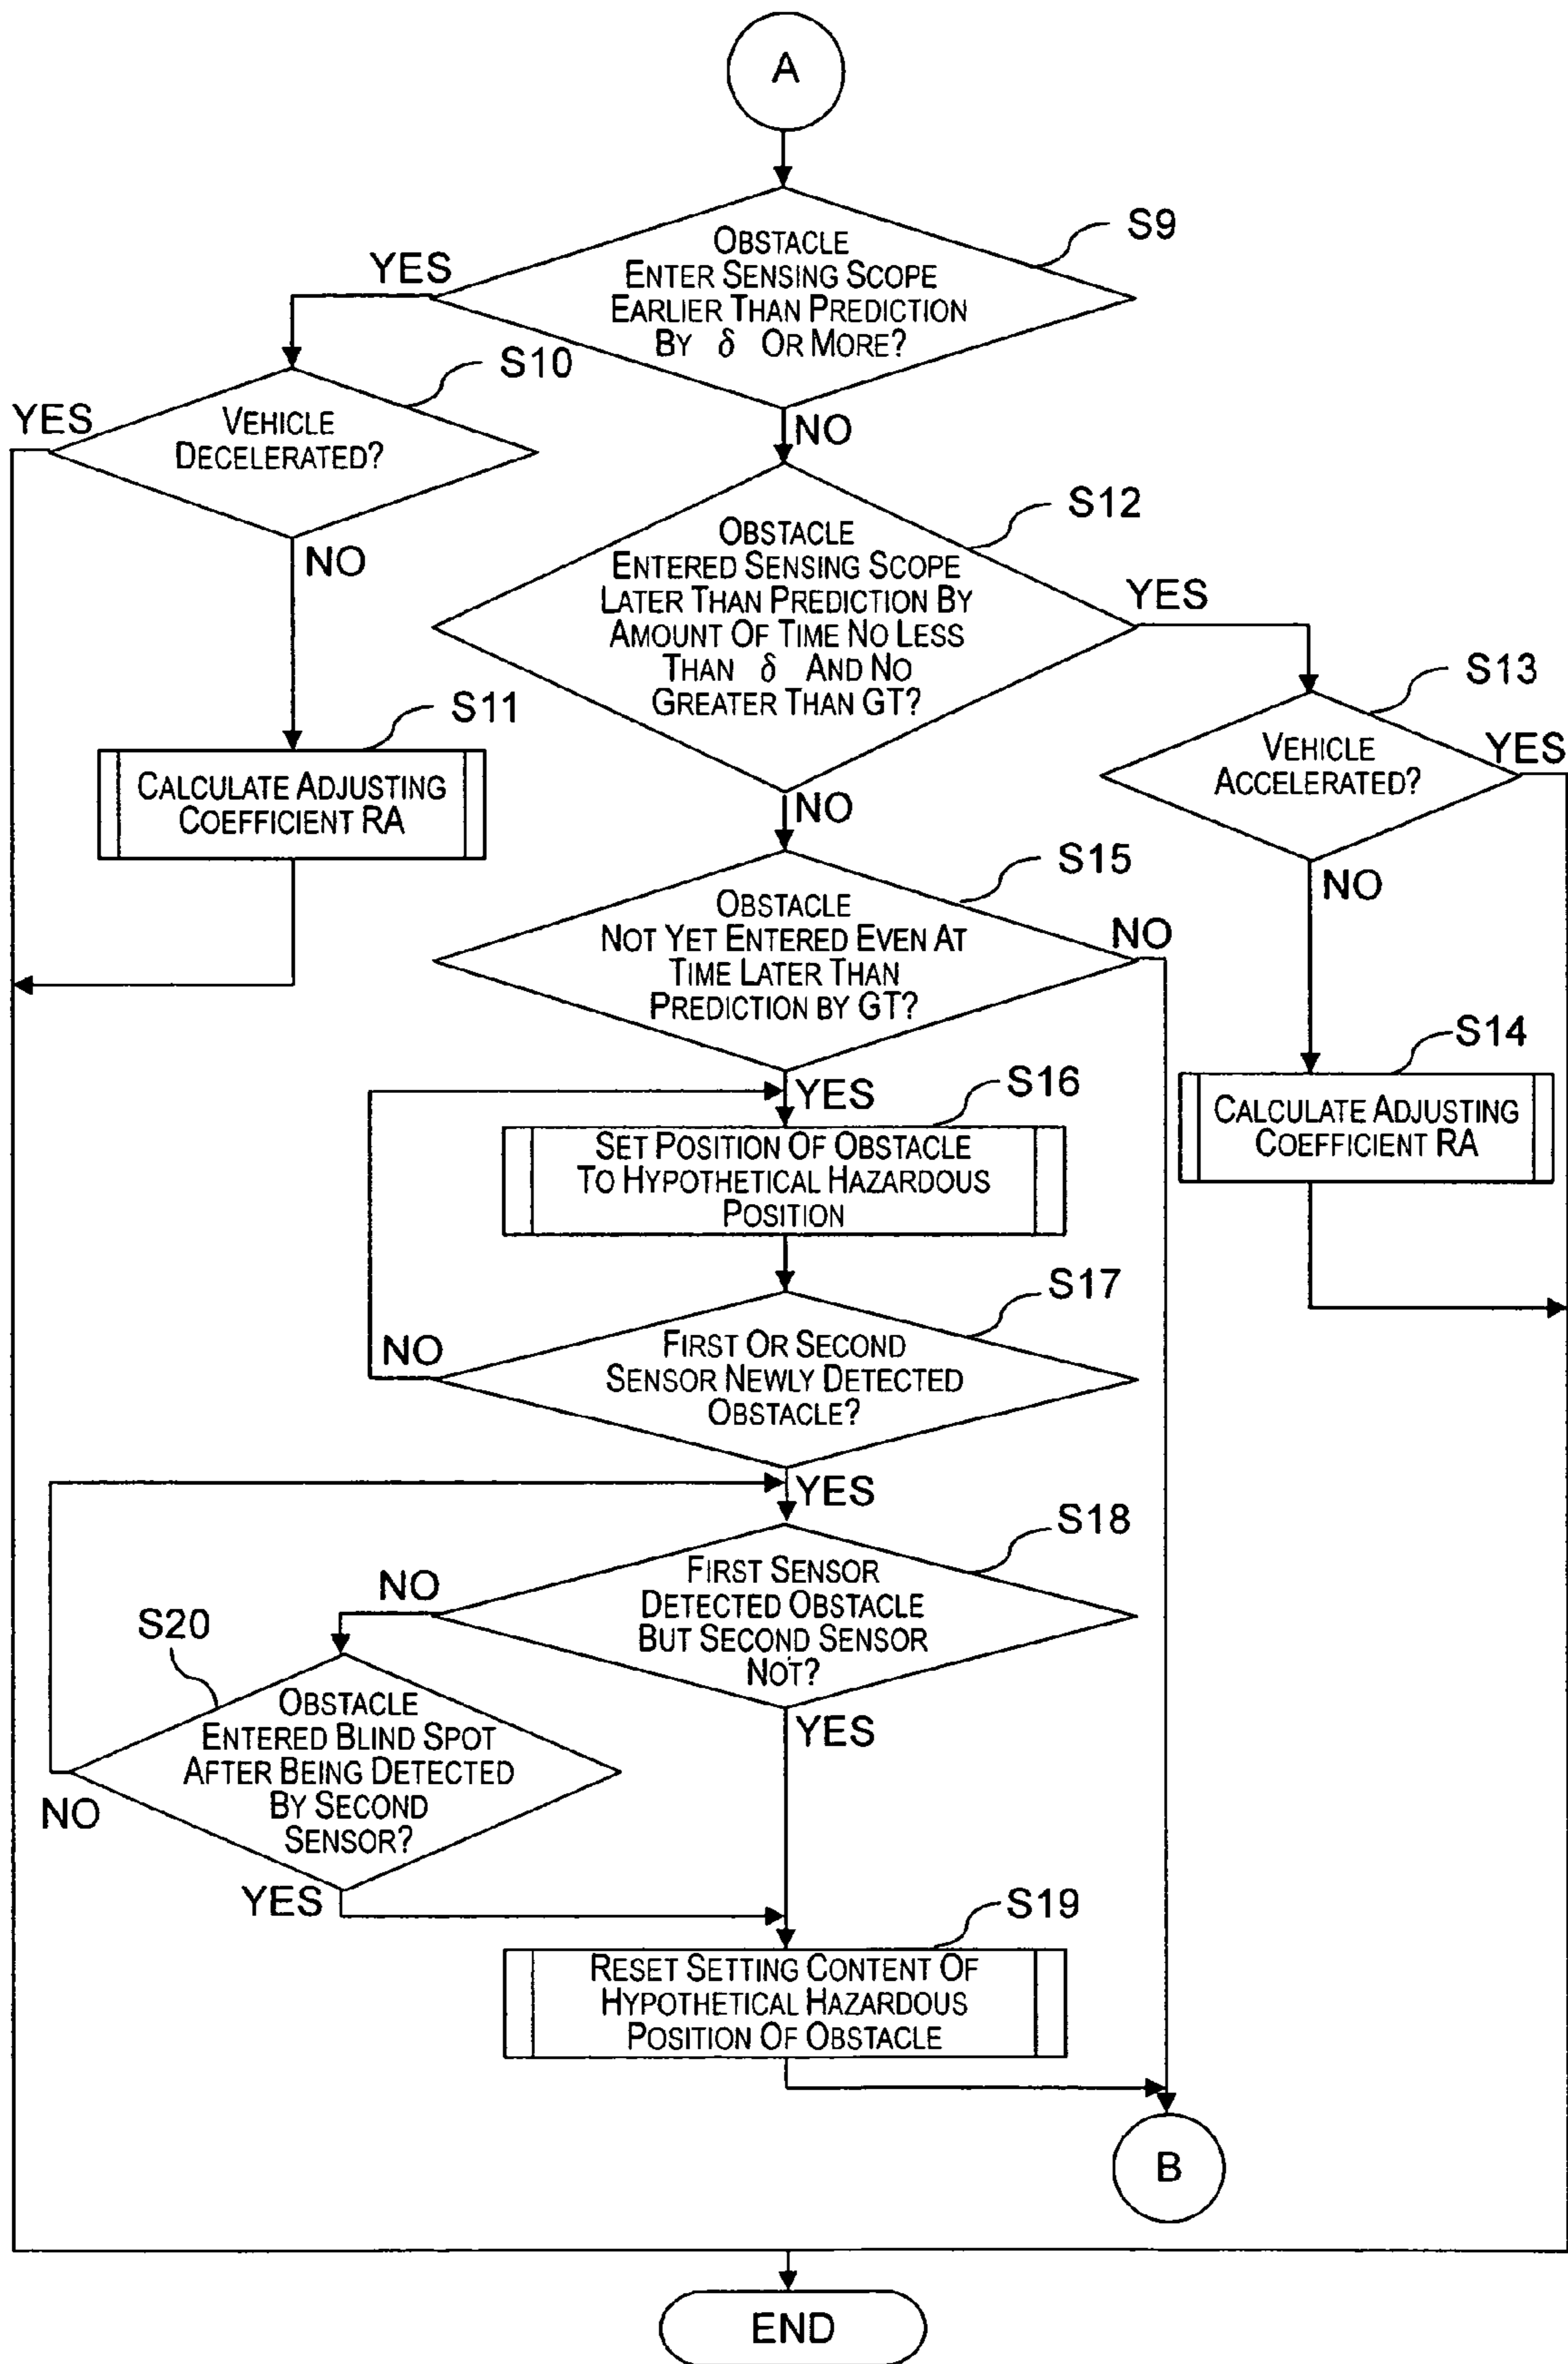 A
S9
OBSTACLE
ENTER SENSING SCOPE
EARLIER THAN PREDICTION
BY δ OR MORE?
YES
NO
S10
VEHICLE
DECELERATED?
YES
NO
S11
CALCULATE ADJUSTING
COEFFICIENT RA
S12
OBSTACLE
ENTERED SENSING SCOPE
LATER THAN PREDICTION BY
AMOUNT OF TIME NO LESS
THAN δ AND NO
GREATER THAN GT?
YES
NO
S13
VEHICLE
ACCELERATED?
YES
NO
S14
CALCULATE ADJUSTING
COEFFICIENT RA
S15
OBSTACLE
NOT YET ENTERED EVEN AT
TIME LATER THAN
PREDICTION BY GT?
NO
YES
S16
SET POSITION OF OBSTACLE
TO HYPOTHETICAL HAZARDOUS
POSITION
S17
FIRST OR SECOND
SENSOR NEWLY DETECTED
OBSTACLE?
NO
YES
S18
FIRST SENSOR
DETECTED OBSTACLE
BUT SECOND SENSOR
NOT?
NO
YES
S20
OBSTACLE
ENTERED BLIND SPOT
AFTER BEING DETECTED
BY SECOND
SENSOR?
NO
YES
S19
RESET SETTING CONTENT OF
HYPOTHETICAL HAZARDOUS
POSITION OF OBSTACLE
B
END